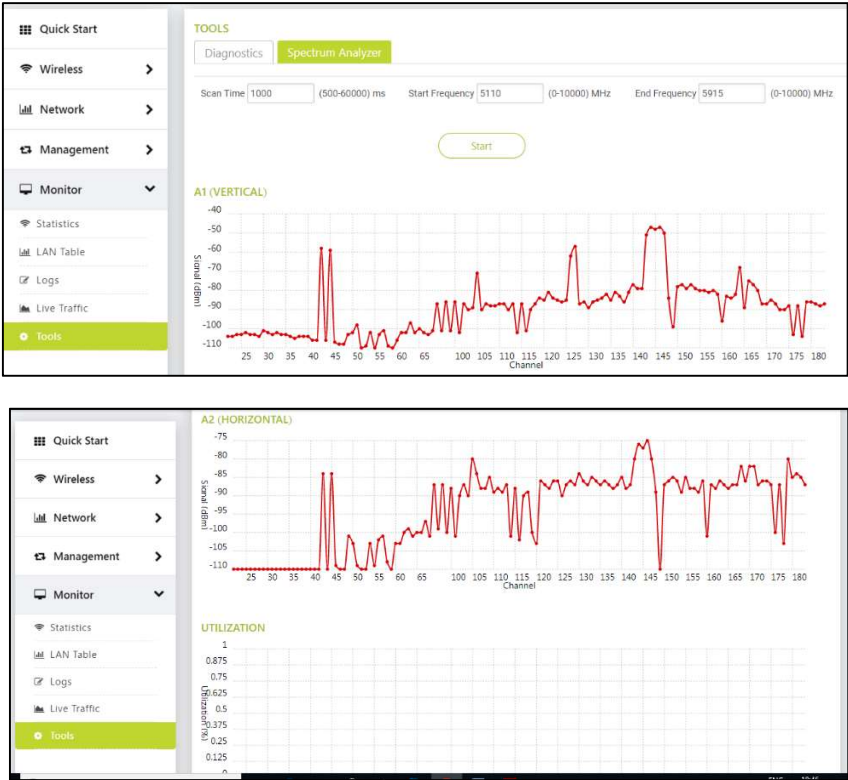 Quick Start
Wireless
Network
Management
Monitor
Statistics
LAN Table
Logs
Live Traffic
Tools
TOOLS
Diagnostics Spectrum Analyzer
Scan Time 1000 (500-60000) ms Start Frequency 5110 (0-10000) MHz End Frequency 5915 (0-10000) MHz
Start
A1 (VERTICAL)
-40
-50
-60
-70
-80
-90
-100
-110
Signal (dBm)
25 30 35 40 45 50 55 60 65 100 105 110 115 120 125 130 135 140 145 150 155 160 165 170 175 180
Channel
Quick Start
Wireless
Network
Management
Monitor
Statistics
LAN Table
Logs
Live Traffic
Tools
A2 (HORIZONTAL)
-75
-80
-85
-90
-95
-100
-105
-110
Signal (dBm)
25 30 35 40 45 50 55 60 65 100 105 110 115 120 125 130 135 140 145 150 155 160 165 170 175 180
Channel
UTILIZATION
1
0.875
0.75
0.625
0.5
0.375
0.25
0.125
Utilization (%)